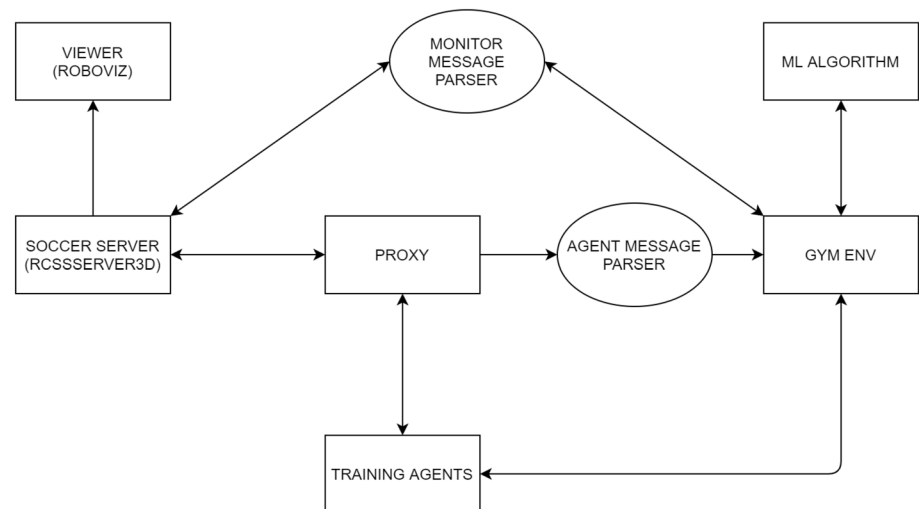 VIEWER
(ROBOVIZ)
MONITOR
MESSAGE
PARSER
ML ALGORITHM
SOCCER SERVER
(RCSSSERVER3D)
PROXY
AGENT MESSAGE
PARSER
GYM ENV
TRAINING AGENTS